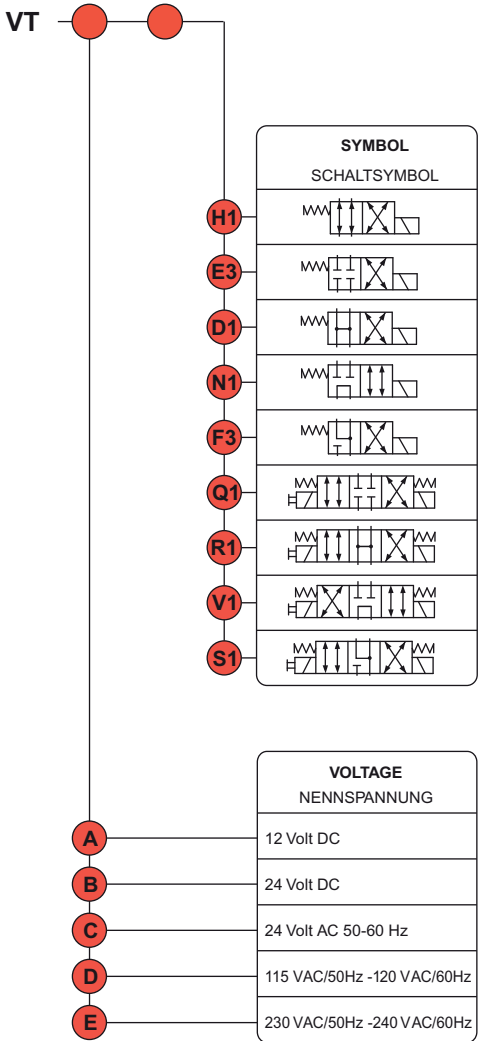 VT
SYMBOL
SCHALTSYMBOL
H1
E3
D1
N1
F3
Q1
R1
V1
S1
VOLTAGE
NENNSPANNUNG
A 12 Volt DC
B 24 Volt DC
C 24 Volt AC 50-60 Hz
D 115 VAC/50Hz -120 VAC/60Hz
E 230 VAC/50Hz -240 VAC/60Hz